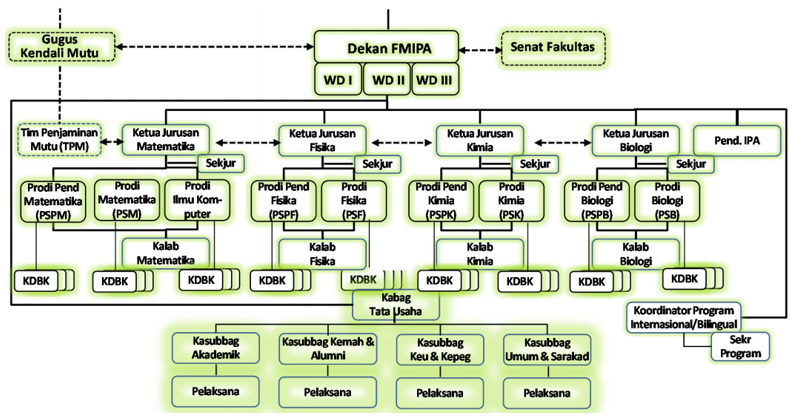 Gugus
Kendali Mutu
Dekan FMIPA
Senat Fakultas
WD I
WD II
WD III
Tim Penjaminan
Mutu (TPM)
Ketua Jurusan
Matematika
Ketua Jurusan
Fisika
Ketua Jurusan
Kimia
Ketua Jurusan
Biologi
Pend. IPA
Sekjur
Sekjur
Sekjur
Sekjur
Prodi Pend
Matematika
(PSPM)
Prodi
Matematika
(PSM)
Prodi
Ilmu Kom-
puter
Prodi Pend
Fisika
(PSPF)
Prodi
Fisika
(PSF)
Prodi Pend
Kimia
(PSPK)
Prodi
Kimia
(PSK)
Prodi Pend
Biologi
(PSPB)
Prodi
Biologi
(PSB)
Kalab
Matematika
Kalab
Fisika
Kalab
Kimia
Kalab
Biologi
KDBK
KDBK
KDBK
KDBK
KDBK
KDBK
KDBK
KDBK
KDBK
Kabag
Tata Usaha
Koordinator Program
Internasional/Bilingual
Sekr
Program
Kasubbag
Akademik
Kasubbag Kemah &
Alumni
Kasubbag
Keu & Kepeg
Kasubbag
Umum & Sarakad
Pelaksana
Pelaksana
Pelaksana
Pelaksana